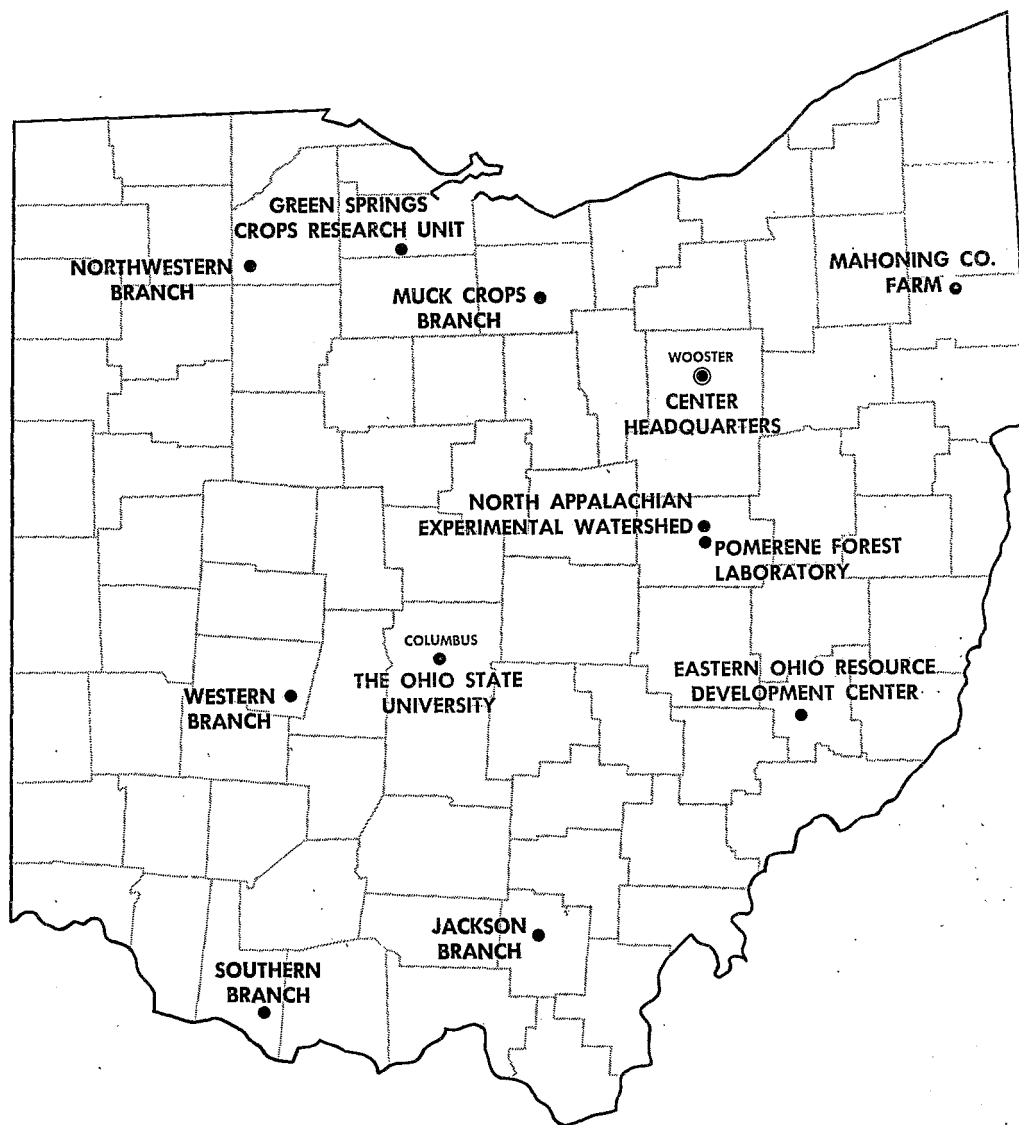 GREEN SPRINGS
CROPS RESEARCH UNIT
NORTHWESTERN
BRANCH
MUCK CROPS
BRANCH
MAHONING CO.
FARM
WOOSTER
CENTER
HEADQUARTERS
NORTH APPALACHIAN
EXPERIMENTAL WATERSHED
POMERENE FOREST
LABORATORY
COLUMBUS
THE OHIO STATE
UNIVERSITY
EASTERN OHIO RESOURCE
DEVELOPMENT CENTER
WESTERN
BRANCH
JACKSON
BRANCH
SOUTHERN
BRANCH